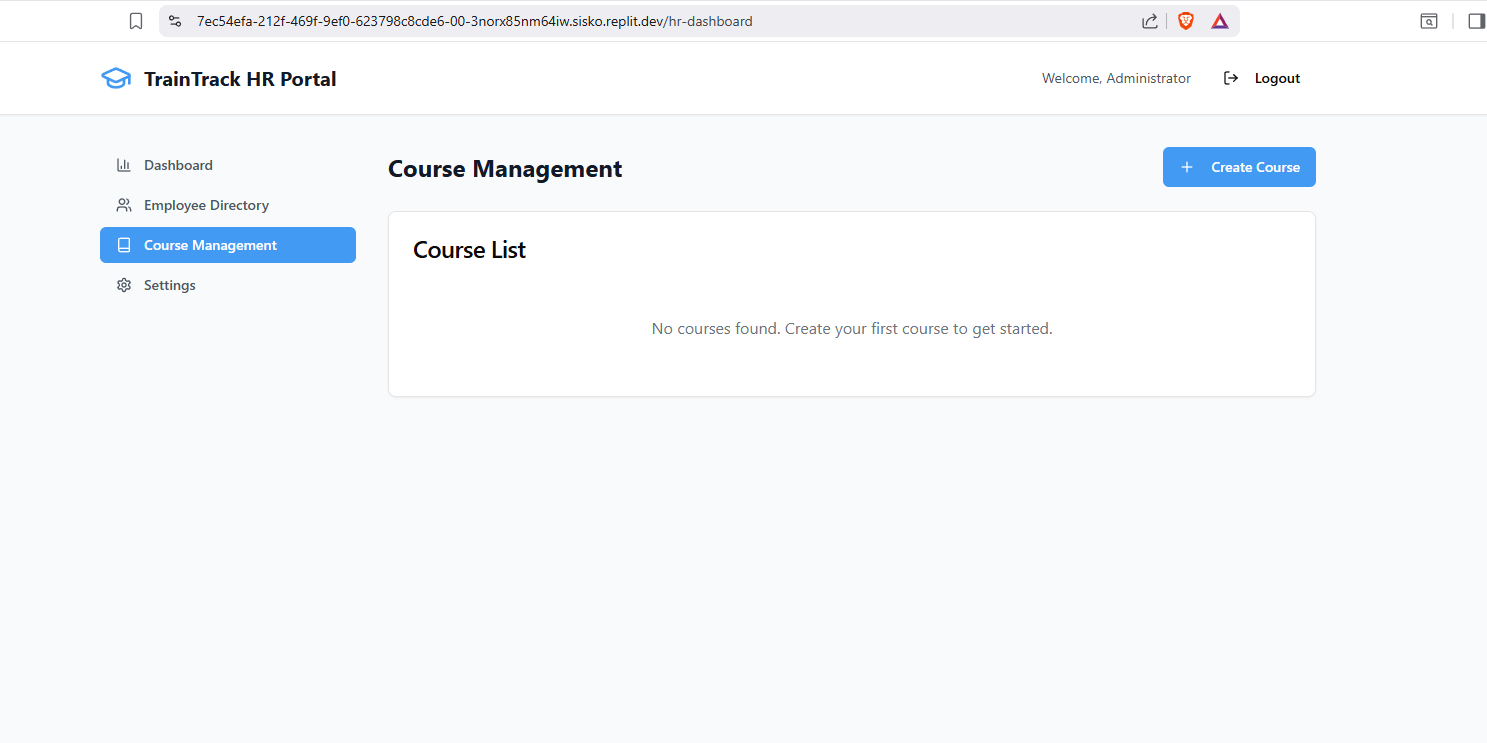 7ec54efa-212f-469f-9ef0-623798c8cde6-00-3norx85nm64iw.sisko.replit.dev/hr-dashboard
TrainTrack HR Portal
Welcome, Administrator
Logout
Dashboard
Employee Directory
Course Management
Settings
Course Management
Create Course
Course List
No courses found. Create your first course to get started.